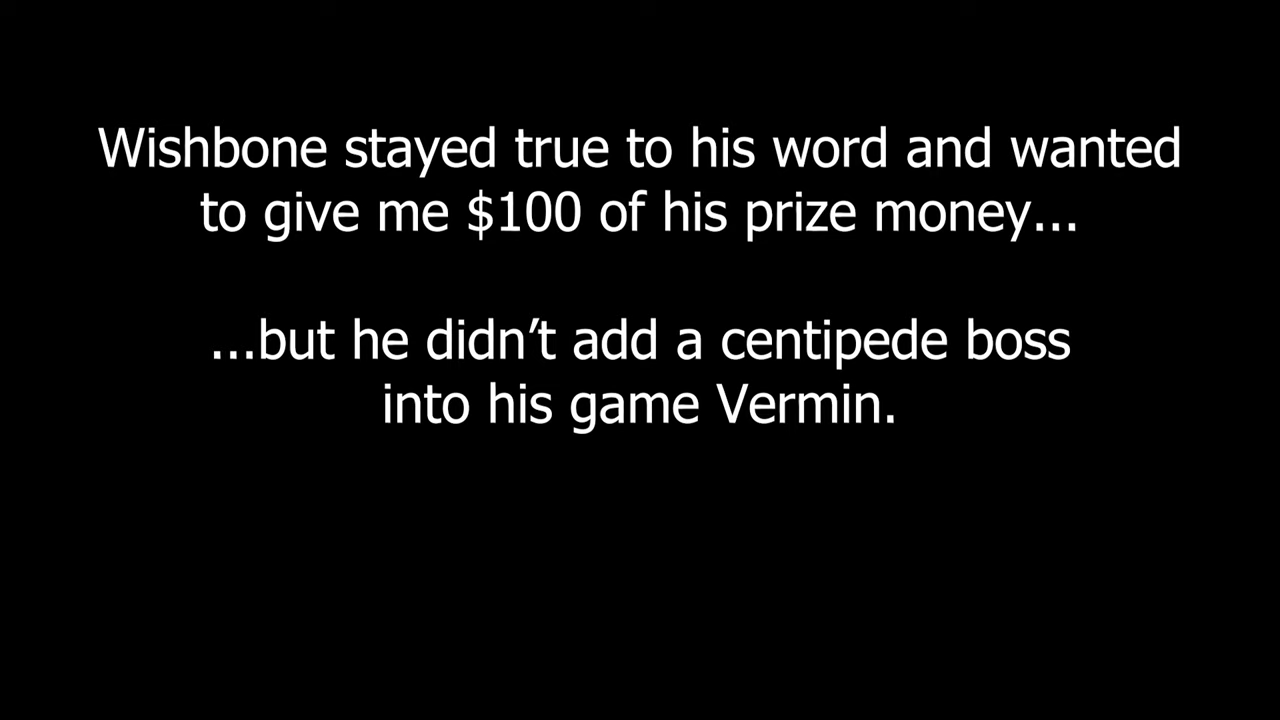 Wishbone stayed true to his word and wanted
to give me $100 of his prize money...
...but he didn’t add a centipede boss
into his game Vermin.